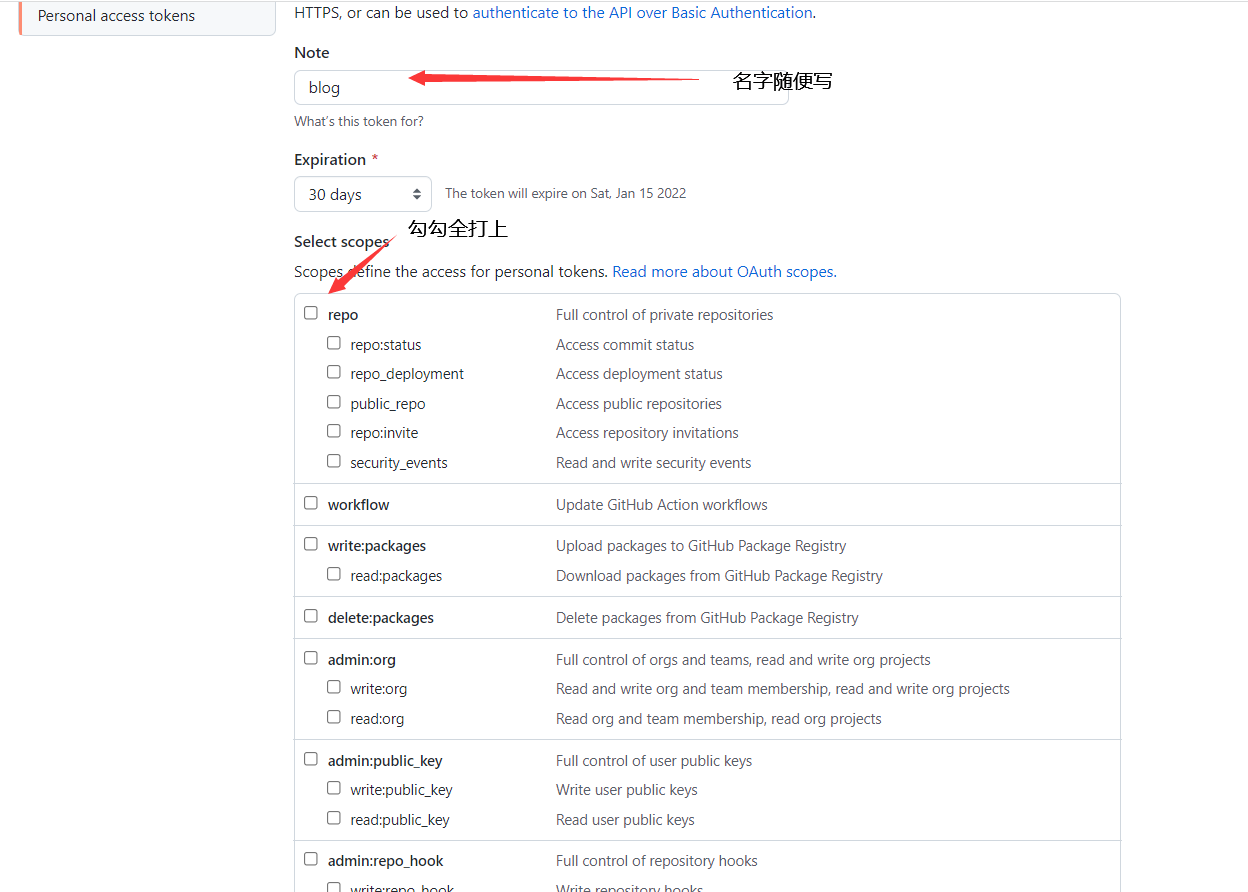 Personal access tokens
HTTPS, or can be used to authenticate to the API over Basic Authentication.
Note
blog
名字随便写
What's this token for?
Expiration *
30 days
The token will expire on Sat, Jan 15 2022
勾勾全打上
Select scopes
Scopes define the access for personal tokens. Read more about OAuth scopes.
repo Full control of private repositories
repo:status Access commit status
repo_deployment Access deployment status
public_repo Access public repositories
repo:invite Access repository invitations
security_events Read and write security events
workflow Update GitHub Action workflows
write:packages Upload packages to GitHub Package Registry
read:packages Download packages from GitHub Package Registry
delete:packages Delete packages from GitHub Package Registry
admin:org Full control of orgs and teams, read and write org projects
write:org Read and write org and team membership, read and write org projects
read:org Read org and team membership, read org projects
admin:public_key Full control of user public keys
write:public_key Write user public keys
read:public_key Read user public keys
admin:repo_hook Full control of repository hooks
write:repo_hook Write repository hooks